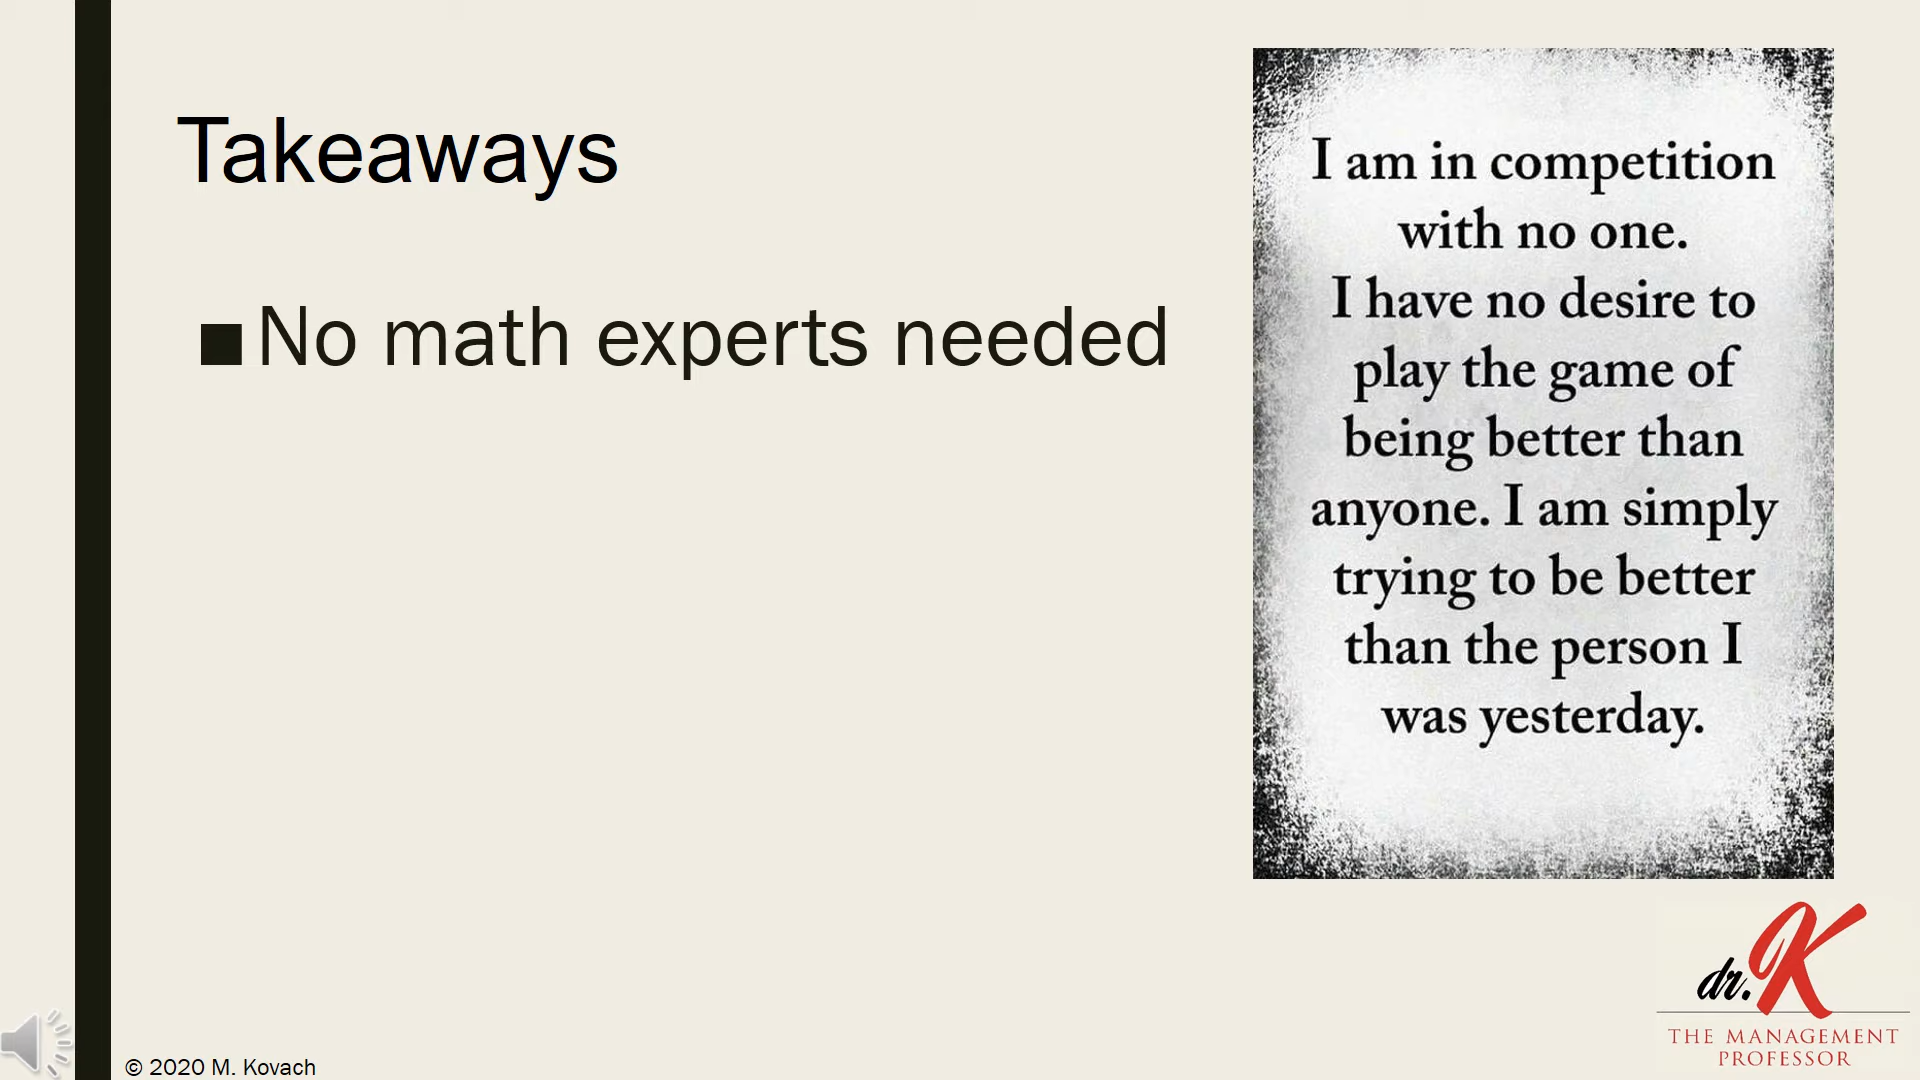 Takeaways
■No math experts needed
I am in competition
with no one.
I have no desire to
play the game of
being better than
anyone. I am simply
trying to be better
than the person I
was yesterday.
dr.K
THE MANAGEMENT
PROFESSOR
© 2020 M. Kovach